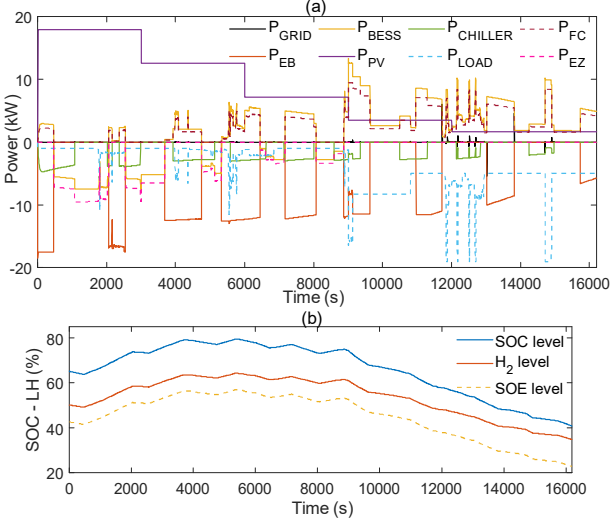 (a)
P_GRID P_BESS P_CHILLER P_FC
P_EB P_PV P_LOAD P_EZ
Power (kW)
20
10
0
-10
-20
0 2000 4000 6000 8000 10000 12000 14000 16000
Time (s)
(b)
SOC level
H_2 level
SOE level
SOC - LH (%)
80
60
40
20
0 2000 4000 6000 8000 10000 12000 14000 16000
Time (s)